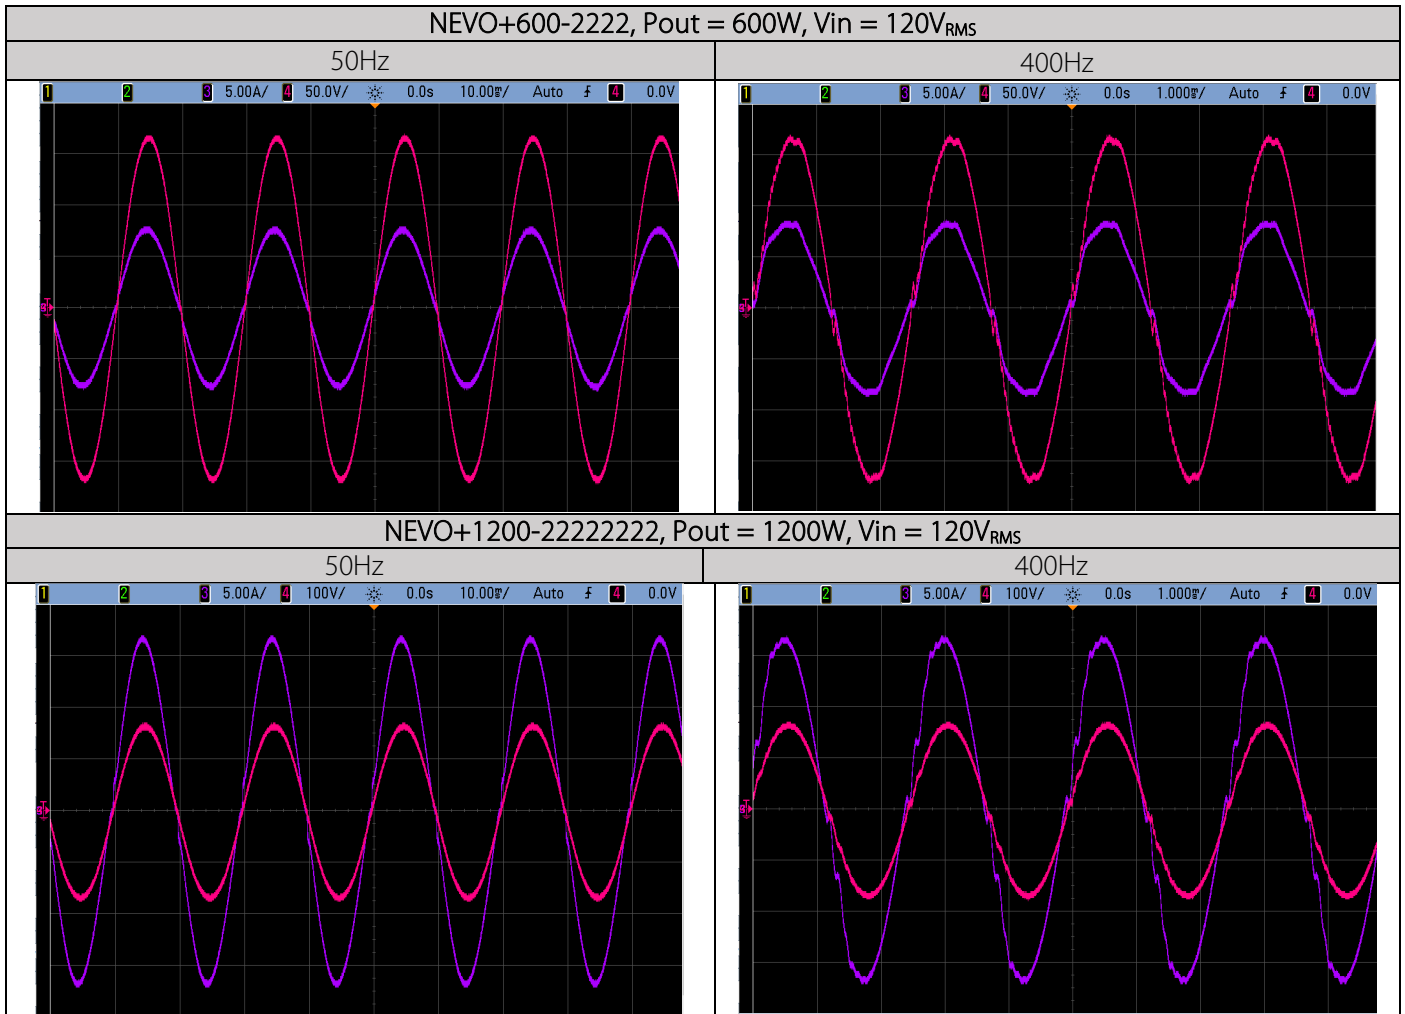 NEVO+600-2222, Pout = 600W, Vin = 120VRMS
50Hz 400Hz
1 2 3 5.00A/ 4 50.0V/ 0.0s 10.00ms/ Auto 4 0.0V
1 2 3 5.00A/ 4 50.0V/ 0.0s 1.000ms/ Auto 4 0.0V
NEVO+1200-22222222, Pout = 1200W, Vin = 120VRMS
50Hz 400Hz
1 2 3 5.00A/ 4 100V/ 0.0s 10.00ms/ Auto 4 0.0V
1 2 3 5.00A/ 4 100V/ 0.0s 1.000ms/ Auto 4 0.0V